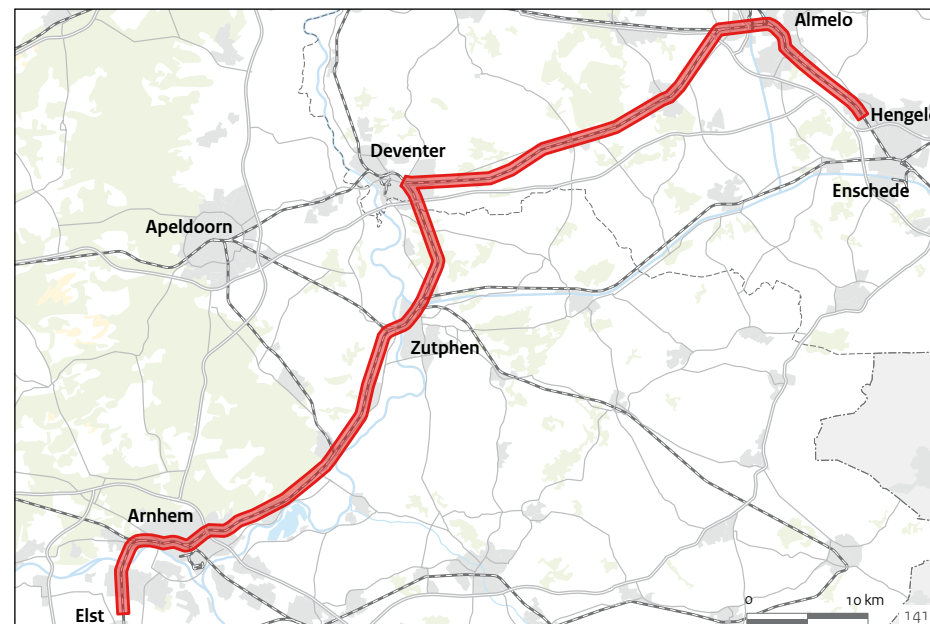 Almelo
Hengelo
Deventer
Enschede
Apeldoorn
Zutphen
Arnhem
0 10 km
Elst
141